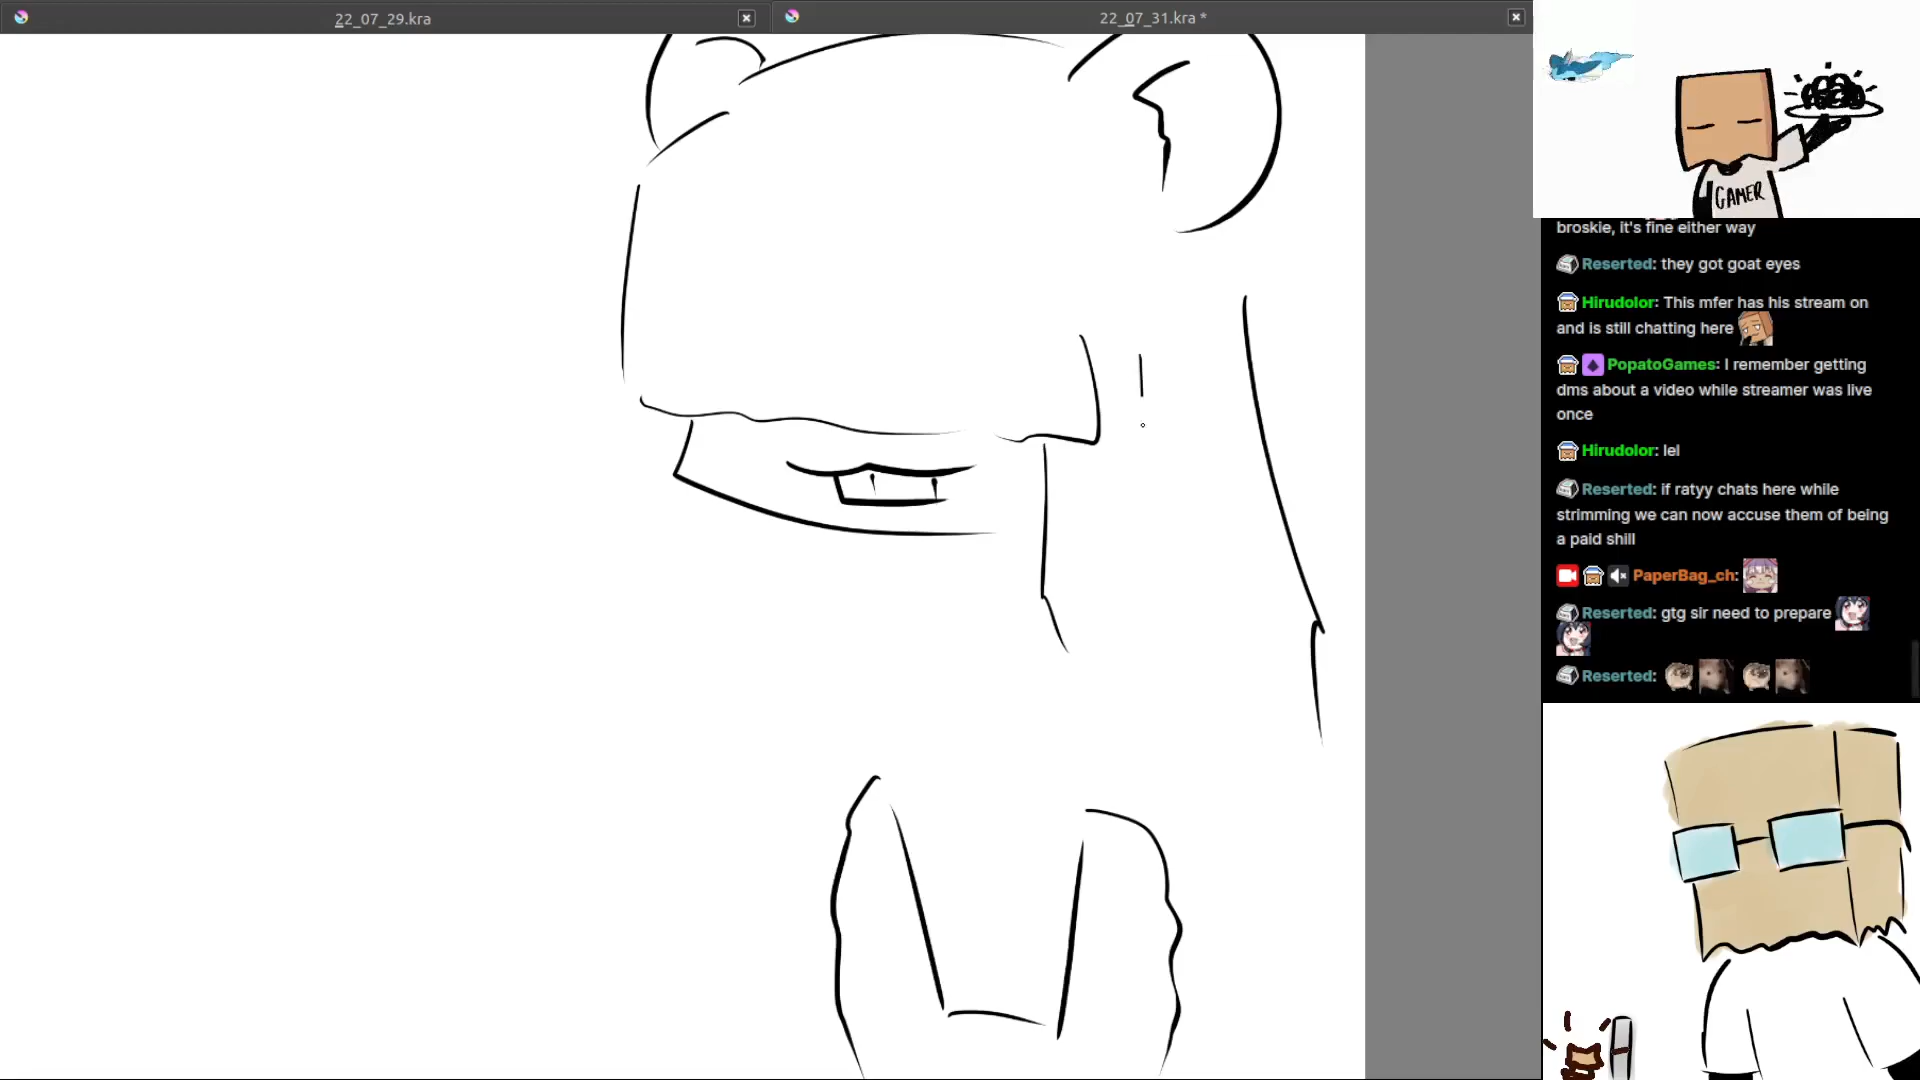 22_07_29.kra
22_07_31.kra *
GAMER
broskie, it's fine either way
Reserted: they got goat eyes
Hirudolor: This mfer has his stream on
and is still chatting here
PopatoGames: I remember getting
dms about a video while streamer was live
once
Hirudolor: lel
Reserted: if ratyy chats here while
strimming we can now accuse them of being
a paid shill
PaperBag_ch:
Reserted: gtg sir need to prepare
Reserted: